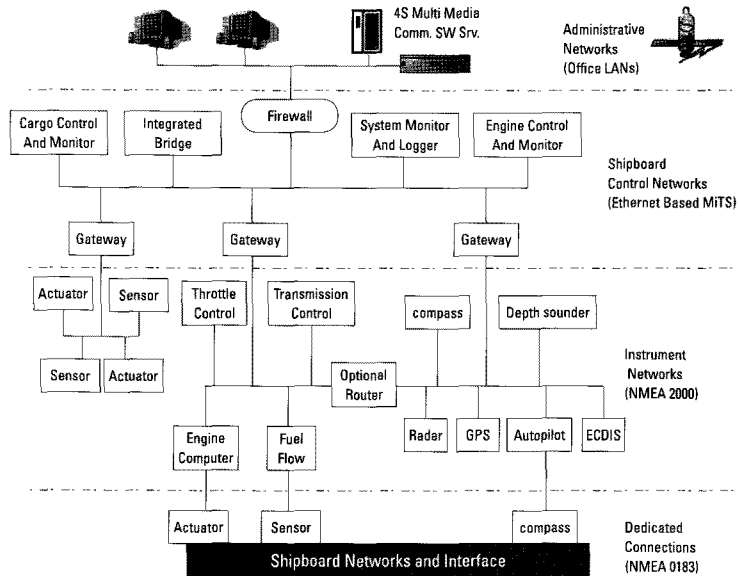 4S Multi Media
Comm. SW Srv.
Administrative
Networks
(Office LANs)
Firewall
Cargo Control
And Monitor
Integrated
Bridge
System Monitor
And Logger
Engine Control
And Monitor
Shipboard
Control Networks
(Ethernet Based MiTS)
Gateway
Gateway
Gateway
Actuator
Sensor
Throttle
Control
Transmission
Control
compass
Depth sounder
Sensor
Actuator
Optional
Router
Instrument
Networks
(NMEA 2000)
Engine
Computer
Fuel
Flow
Radar
GPS
Autopilot
ECDIS
Actuator
Sensor
compass
Dedicated
Connections
(NMEA 0183)
Shipboard Networks and Interface